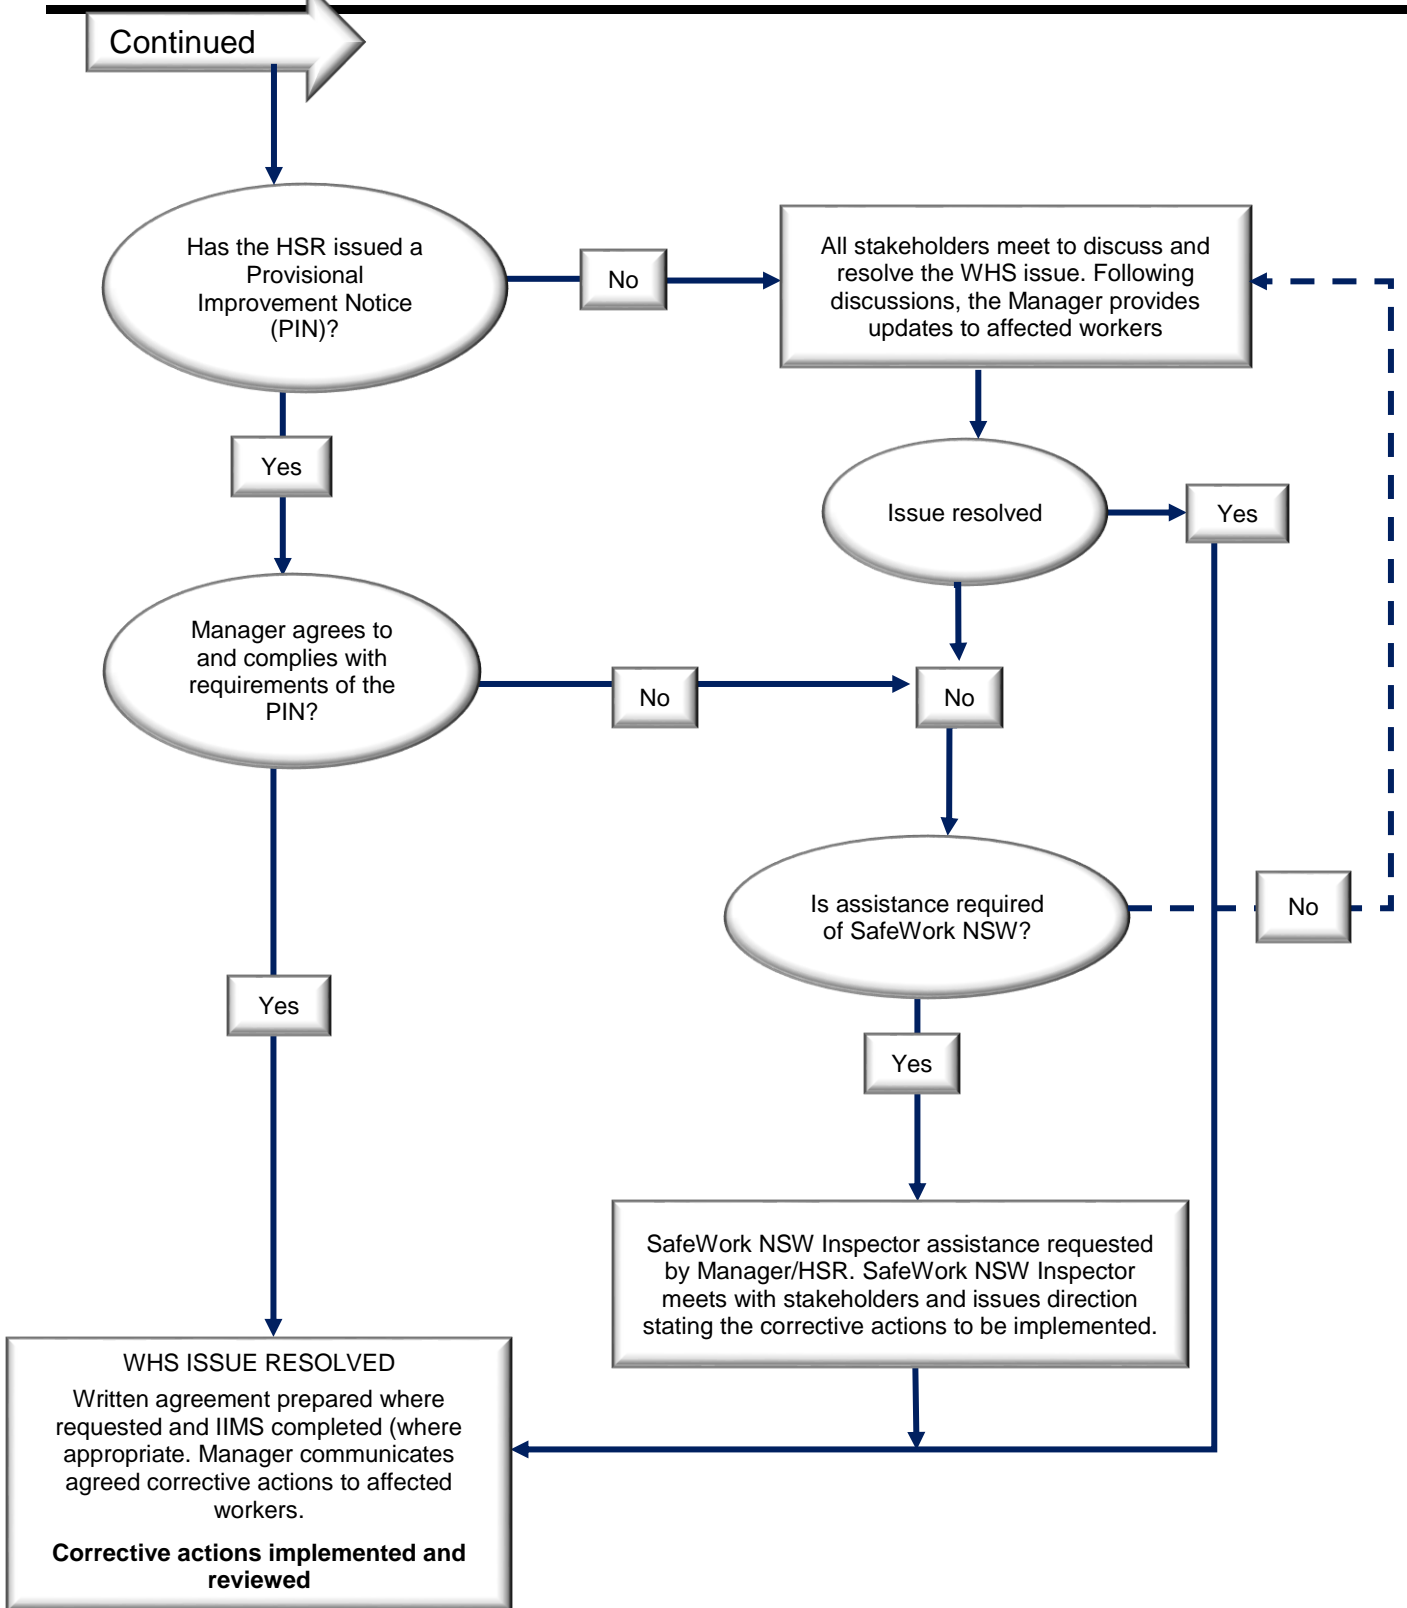 Continued
Has the HSR issued a
Provisional
Improvement Notice
(PIN)?
No
All stakeholders meet to discuss and
resolve the WHS issue. Following
discussions, the Manager provides
updates to affected workers
Yes
Issue resolved
Yes
Manager agrees to
and complies with
requirements of the
PIN?
No
No
Is assistance required
of SafeWork NSW?
No
Yes
Yes
SafeWork NSW Inspector assistance requested
by Manager/HSR. SafeWork NSW Inspector
meets with stakeholders and issues direction
stating the corrective actions to be implemented.
WHS ISSUE RESOLVED
Written agreement prepared where
requested and IIMS completed (where
appropriate. Manager communicates
agreed corrective actions to affected
workers.
Corrective actions implemented and
reviewed